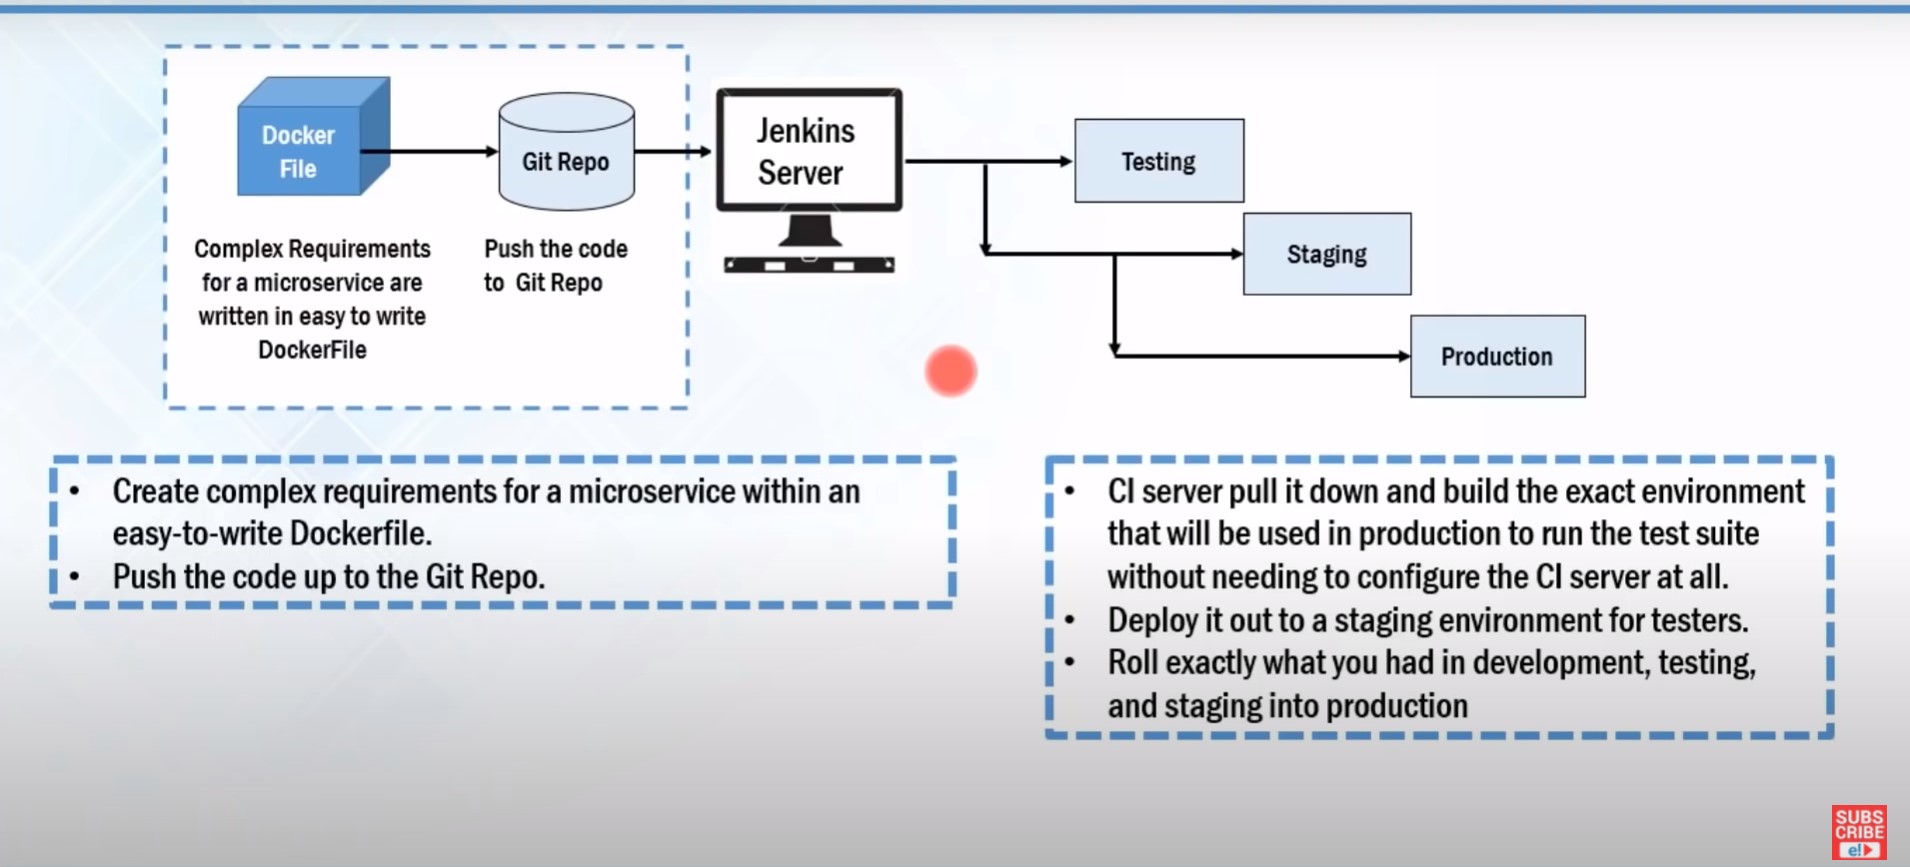 Docker
File
Git Repo
Jenkins
Server
Testing
Staging
Production
Complex Requirements
for a microservice are
written in easy to write
DockerFile
Push the code
to Git Repo
• Create complex requirements for a microservice within an
easy-to-write Dockerfile.
• Push the code up to the Git Repo.
• CI server pull it down and build the exact environment
that will be used in production to run the test suite
without needing to configure the CI server at all.
• Deploy it out to a staging environment for testers.
• Roll exactly what you had in development, testing,
and staging into production
SUBS
CRIBE
e!